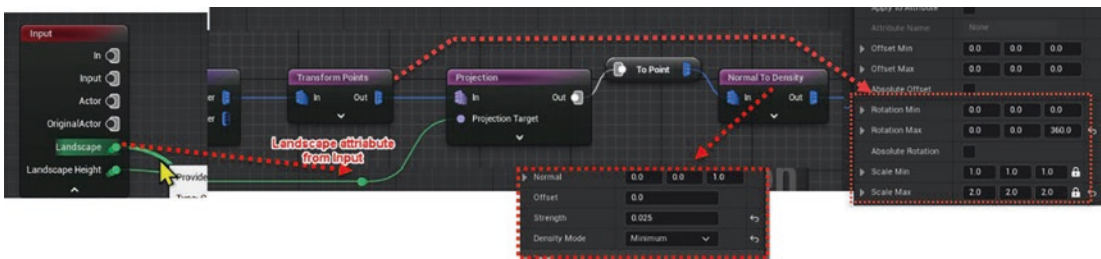 Input
In
Input
Actor
OriginalActor
Landscape
Landscape Height
Provide
er
er
Transform Points
In Out
Landscape attriabute
from Input
Projection
In Out
Projection Target
To Point
Normal To Density
In Out
Normal 0.0 0.0 1.0
Offset 0.0
Strength 0.025
Density Mode Minimum
Apply to Attribute
Attribute Name None
Offset Min 0.0 0.0 0.0
Offset Max 0.0 0.0 0.0
Absolute Offset
Rotation Min 0.0 0.0 0.0
Rotation Max 0.0 0.0 360.0
Absolute Rotation
Scale Min 1.0 1.0 1.0
Scale Max 2.0 2.0 2.0